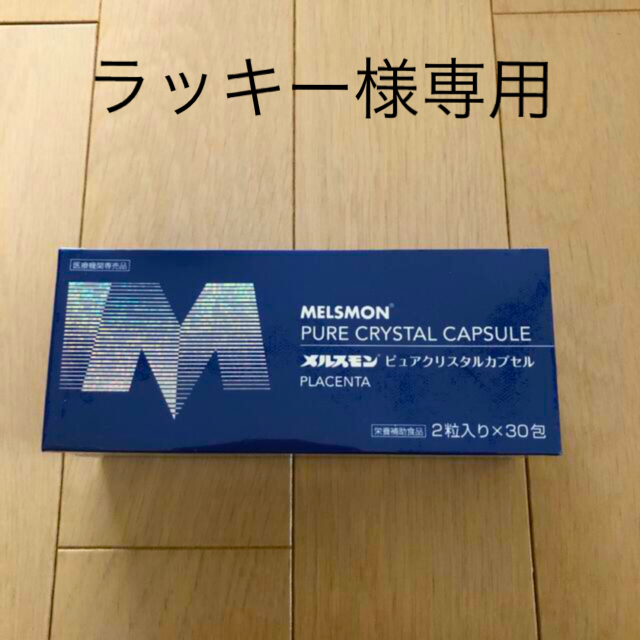 ラッキー様専用
医療機関専売品
MELSMON®
PURE CRYSTAL CAPSULE
メルスモン® ピュアクリスタルカプセル
PLACENTA
栄養補助食品 2粒入り×30包